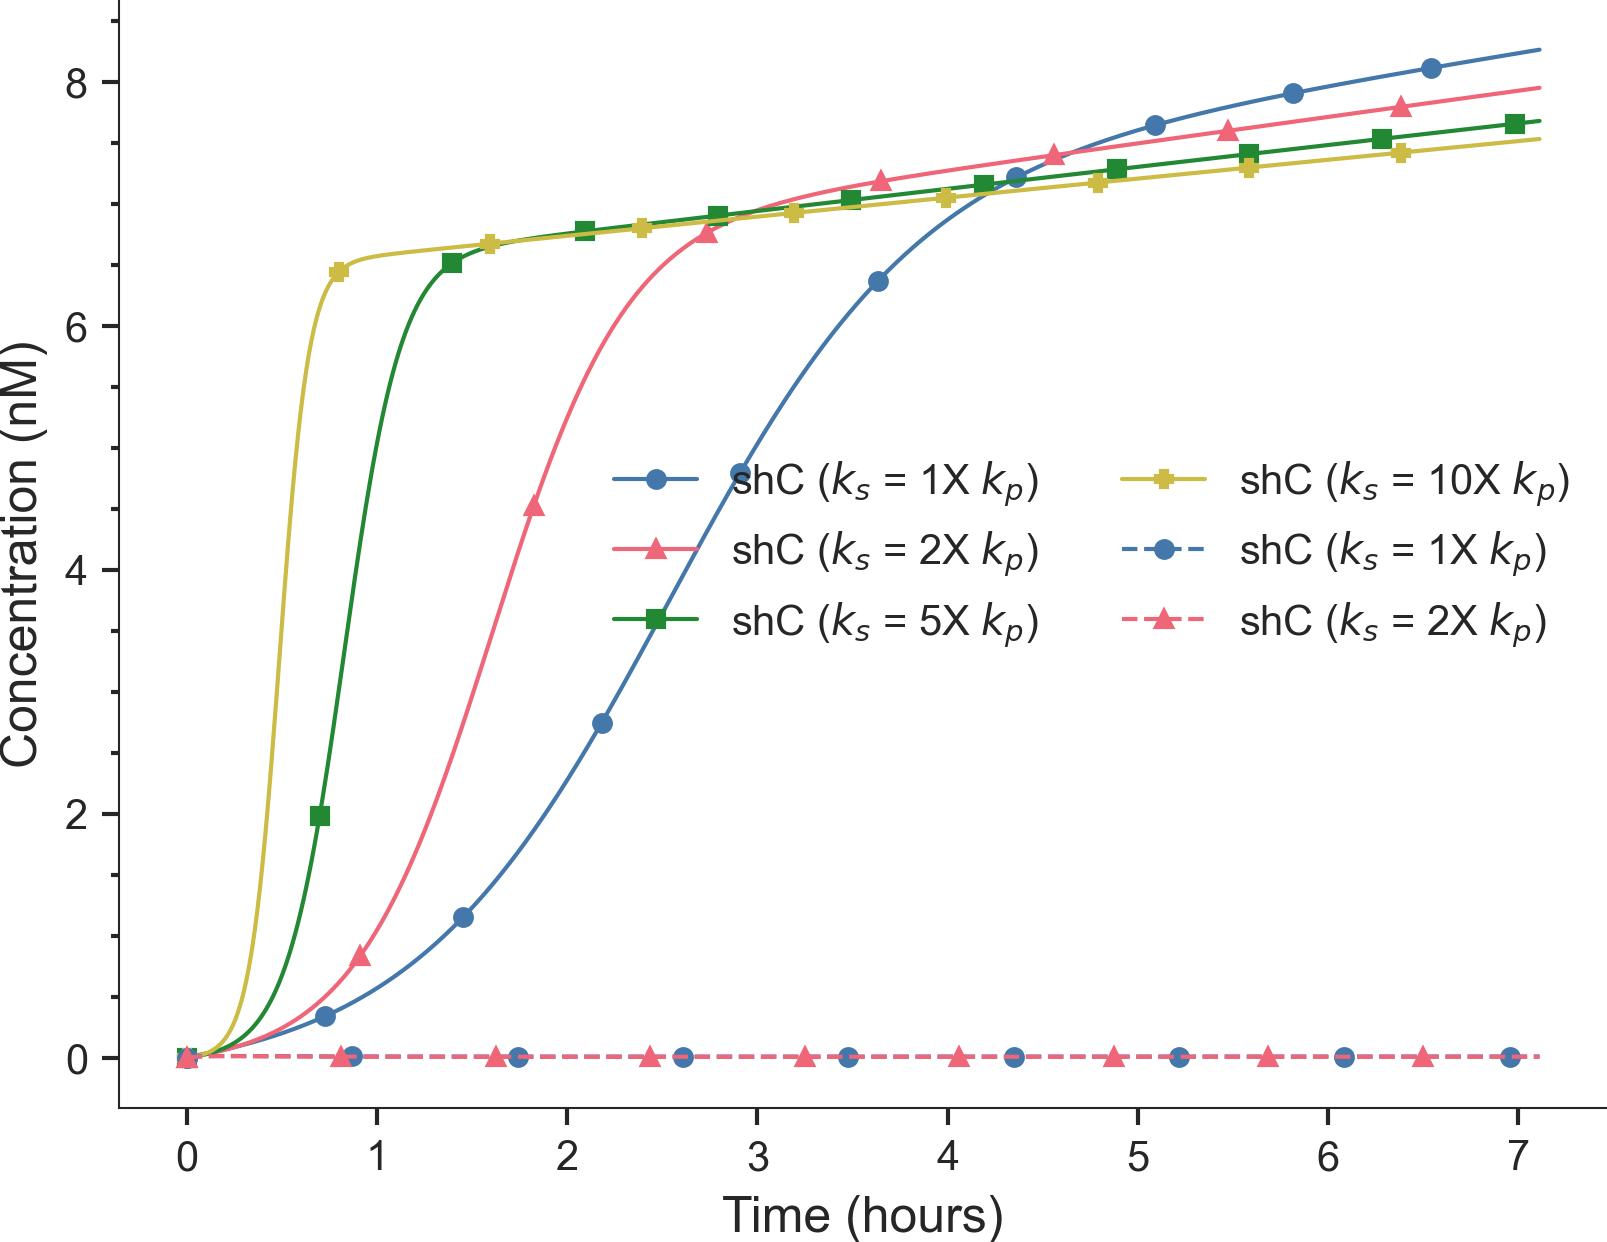 8
6
4
2
0
Concentration (nM)
shC (kₛ = 1X kₚ)
shC (kₛ = 2X kₚ)
shC (kₛ = 5X kₚ)
shC (kₛ = 10X kₚ)
shC (kₛ = 1X kₚ)
shC (kₛ = 2X kₚ)
0 1 2 3 4 5 6 7
Time (hours)